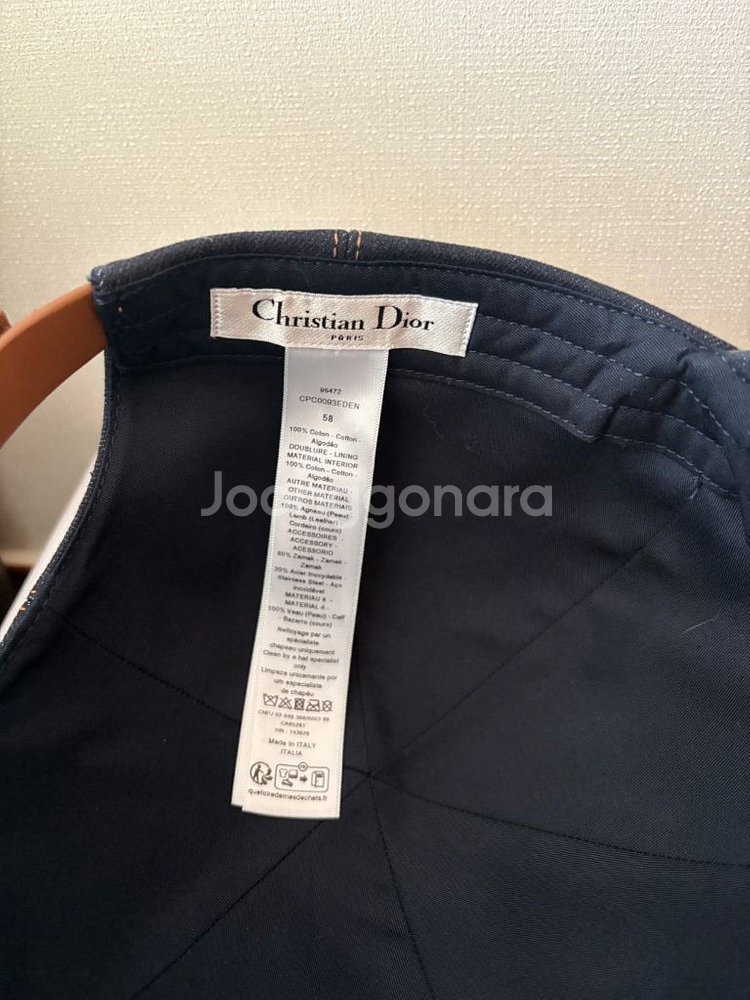 Christian Dior
PARIS
95472
CPC0093EDEN
58
100% Coton - Cotton -
Algodão
DOUBLURE - LINING
MATERIAL INTERIOR
100% Coton - Cotton -
Algodão
AUTRE MATERIAU -
OTHER MATERIAL
OUTROS MATERIAIS
100% Agneau (Peau)
Lamb (Leather) -
Cordeiro (couro)
ACCESSOIRES -
ACCESSORY -
ACESSORIO
80% Zamak - Zamak -
Zamak
20% Acier Inoxydable -
Stainless Steel - Aço
inoxidável
MATERIAU 4 -
MATERIAL 4 -
100% Veau (Peau) - Calf
- Bezerro (couro)
Nettoyage par un
spécialiste
chapeau uniquement
Clean by a hat specialist
only
Limpeza unicamente por
um especialista
de chapéu
Made in ITALY
ITALIA
quefairedemesdechets.fr